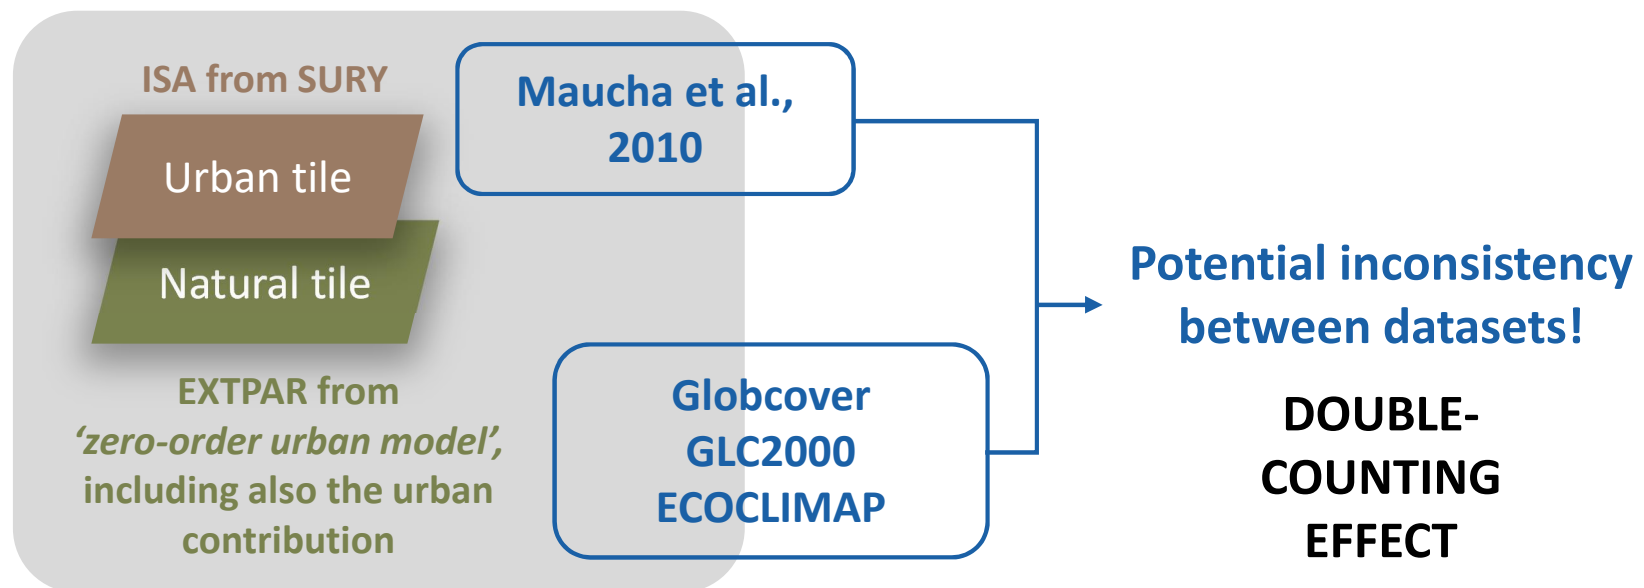 ISA from SURY
Urban tile
Natural tile
EXTPAR from
‘zero-order urban model’,
including also the urban
contribution
Maucha et al.,
2010
Globcover
GLC2000
ECOCLIMAP
Potential inconsistency
between datasets!
DOUBLE-
COUNTING
EFFECT